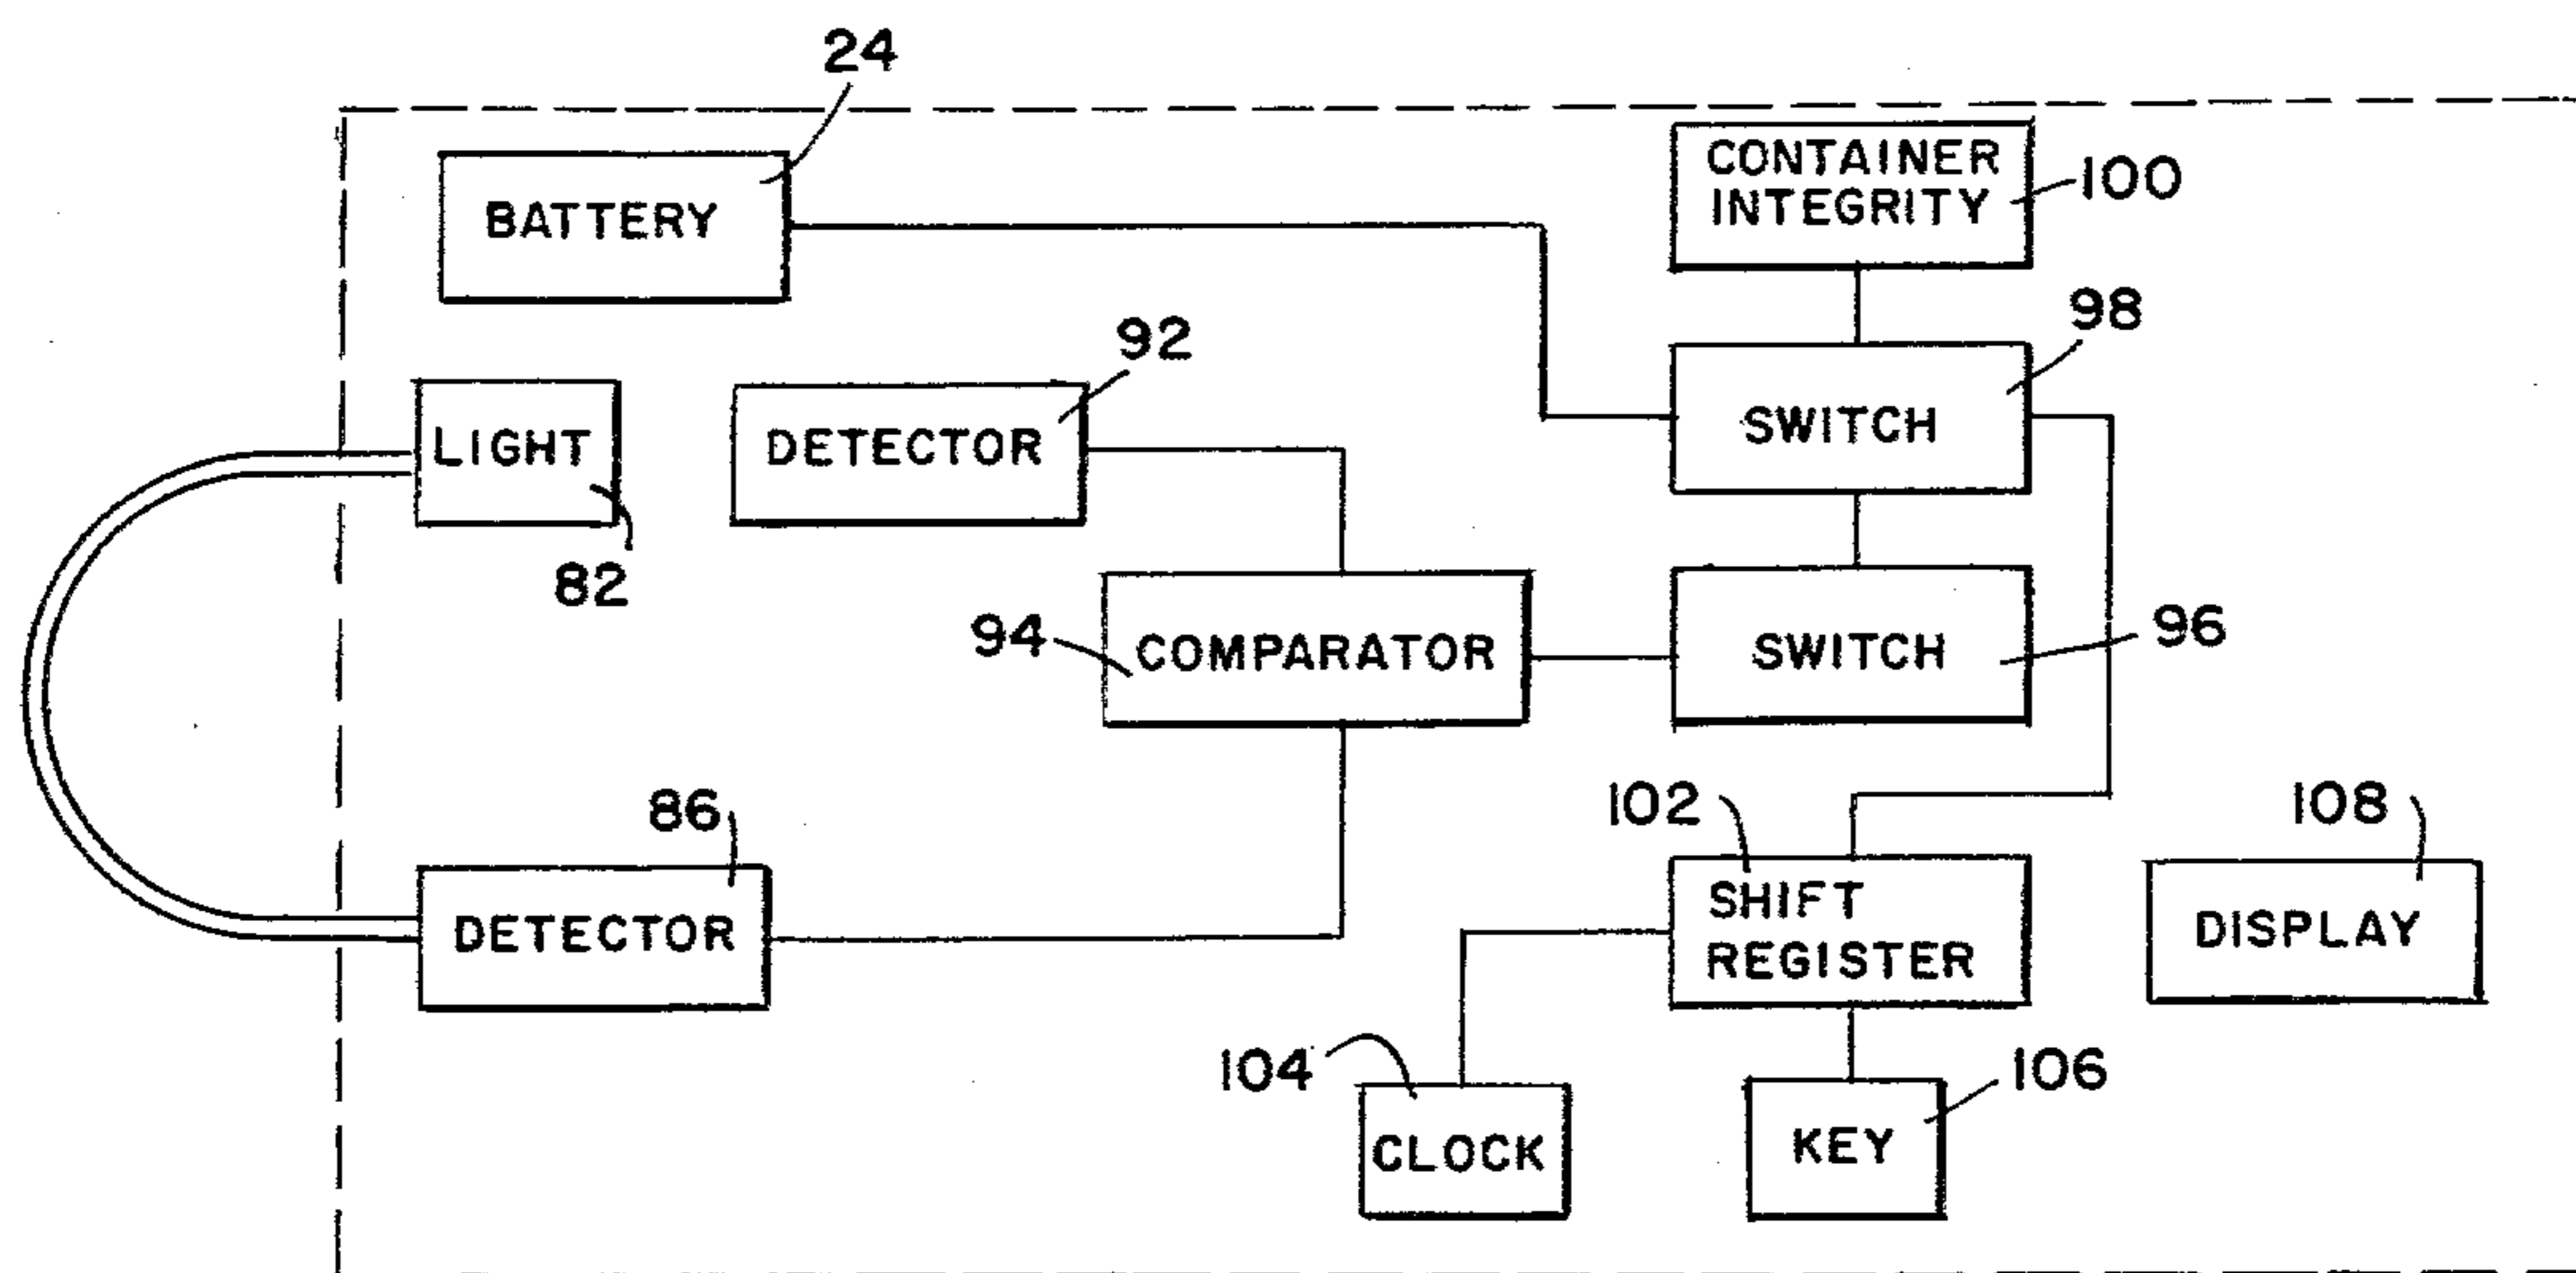 24
BATTERY
CONTAINER
INTEGRITY
100
98
92
LIGHT
DETECTOR
SWITCH
82
94
COMPARATOR
SWITCH
96
86
102
108
DETECTOR
SHIFT
REGISTER
DISPLAY
104
106
CLOCK
KEY